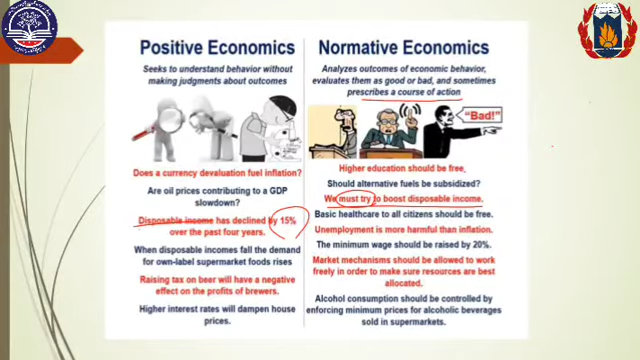 Positive Economics
Seeks to understand behavior without
making judgments about outcomes
Does a currency devaluation fuel inflation?
Are oil prices contributing to a GDP
slowdown?
Disposable income has declined by 15%
over the past four years.
When disposable incomes fall the demand
for own-label supermarket foods rises
Raising tax on beer will have a negative
effect on the profits of brewers.
Higher interest rates will dampen house
prices.
Normative Economics
Analyzes outcomes of economic behavior,
evaluates them as good or bad, and sometimes
prescribes a course of action
"Bad!"
Higher education should be free.
Should alternative fuels be subsidized?
We must try to boost disposable income.
Basic healthcare to all citizens should be free.
Unemployment is more harmful than inflation.
The minimum wage should be raised by 20%.
Market mechanisms should be allowed to work
freely in order to make sure resources are best
allocated.
Alcohol consumption should be controlled by
enforcing minimum prices for alcoholic beverages
sold in supermarkets.